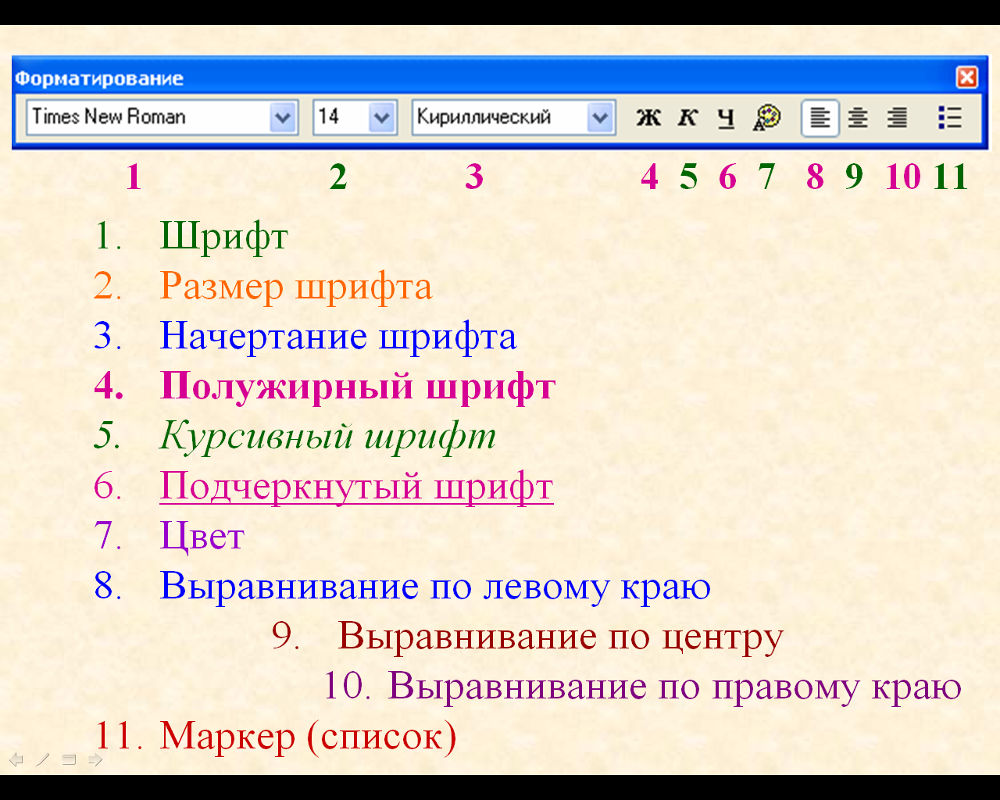 Форматирование
Times New Roman 14 Кириллический Ж К Ч
1 2 3 4 5 6 7 8 9 10 11
1. Шрифт
2. Размер шрифта
3. Начертание шрифта
4. Полужирный шрифт
5. Курсивный шрифт
6. Подчеркнутый шрифт
7. Цвет
8. Выравнивание по левому краю
9. Выравнивание по центру
10. Выравнивание по правому краю
11. Маркер (список)